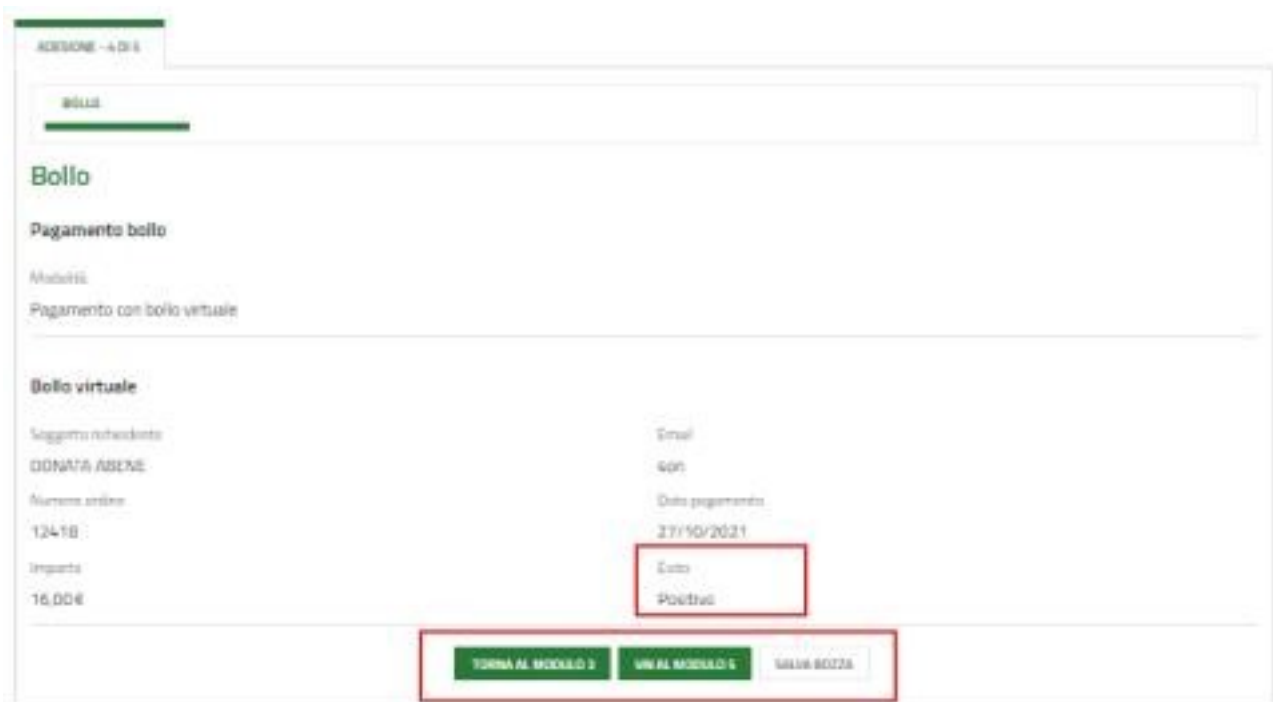 ADESIONE - 4 DI 5
BOLLO
Bollo
Pagamento bollo
Modalità
Pagamento con bollo virtuale
Bollo virtuale
Soggetto richiedente
Email
DONATA ABENE
Numero ordine
Data pagamento
12418
27/10/2021
Importo
Esito
16,00€
Positivo
TORNA AL MODULO 3
VAI AL MODULO 5
SALVA BOZZA